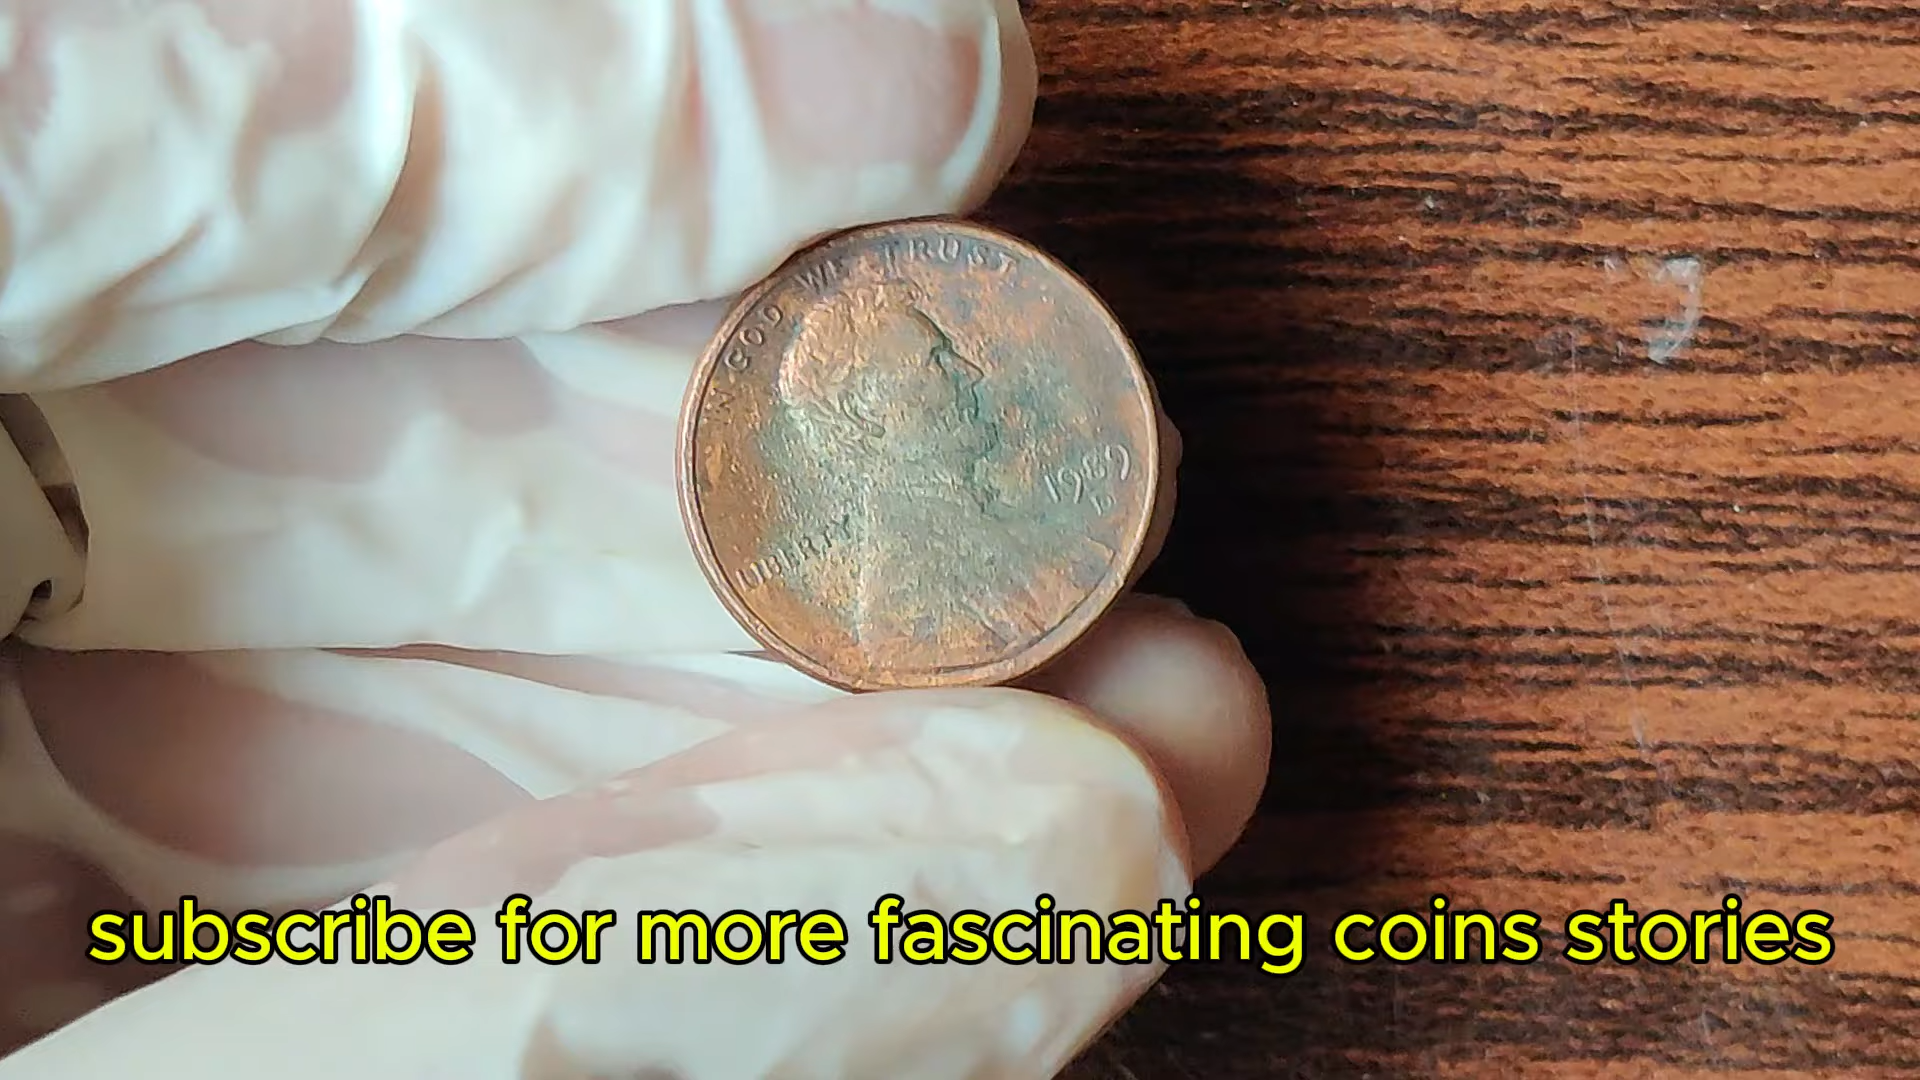 IN GOD WE TRUST
LIBERTY
1989
D
subscribe for more fascinating coins stories